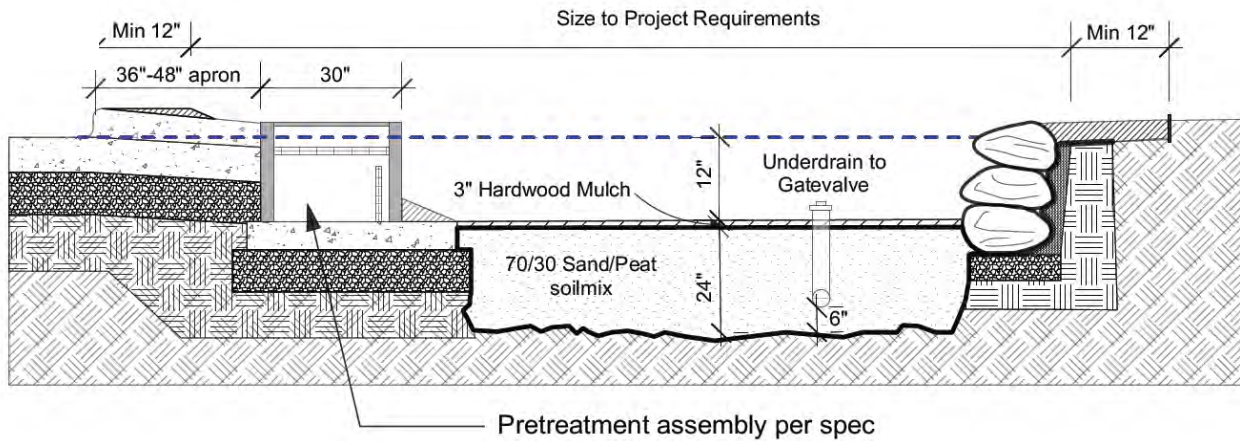 Size to Project Requirements
Min 12"
Min 12"
36"-48" apron
30"
12"
Underdrain to
Gatevalve
3" Hardwood Mulch
70/30 Sand/Peat
soilmix
24"
6"
Pretreatment assembly per spec